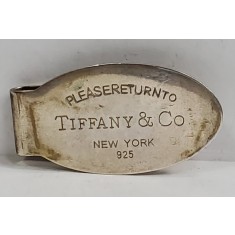 PLEASERETURNTO
TIFFANY & Co
NEW YORK
925